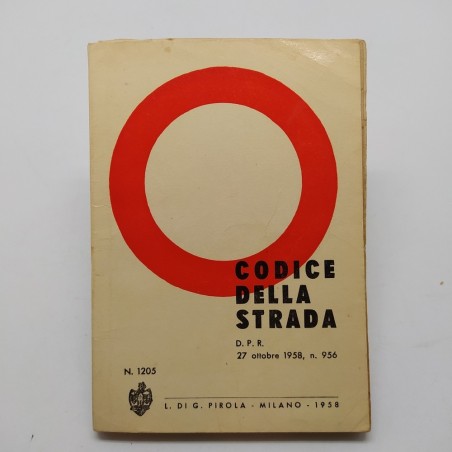 CODICE
DELLA
STRADA
D. P. R.
27 ottobre 1958, n. 956
N. 1205
L. DI G. PIROLA - MILANO - 1958